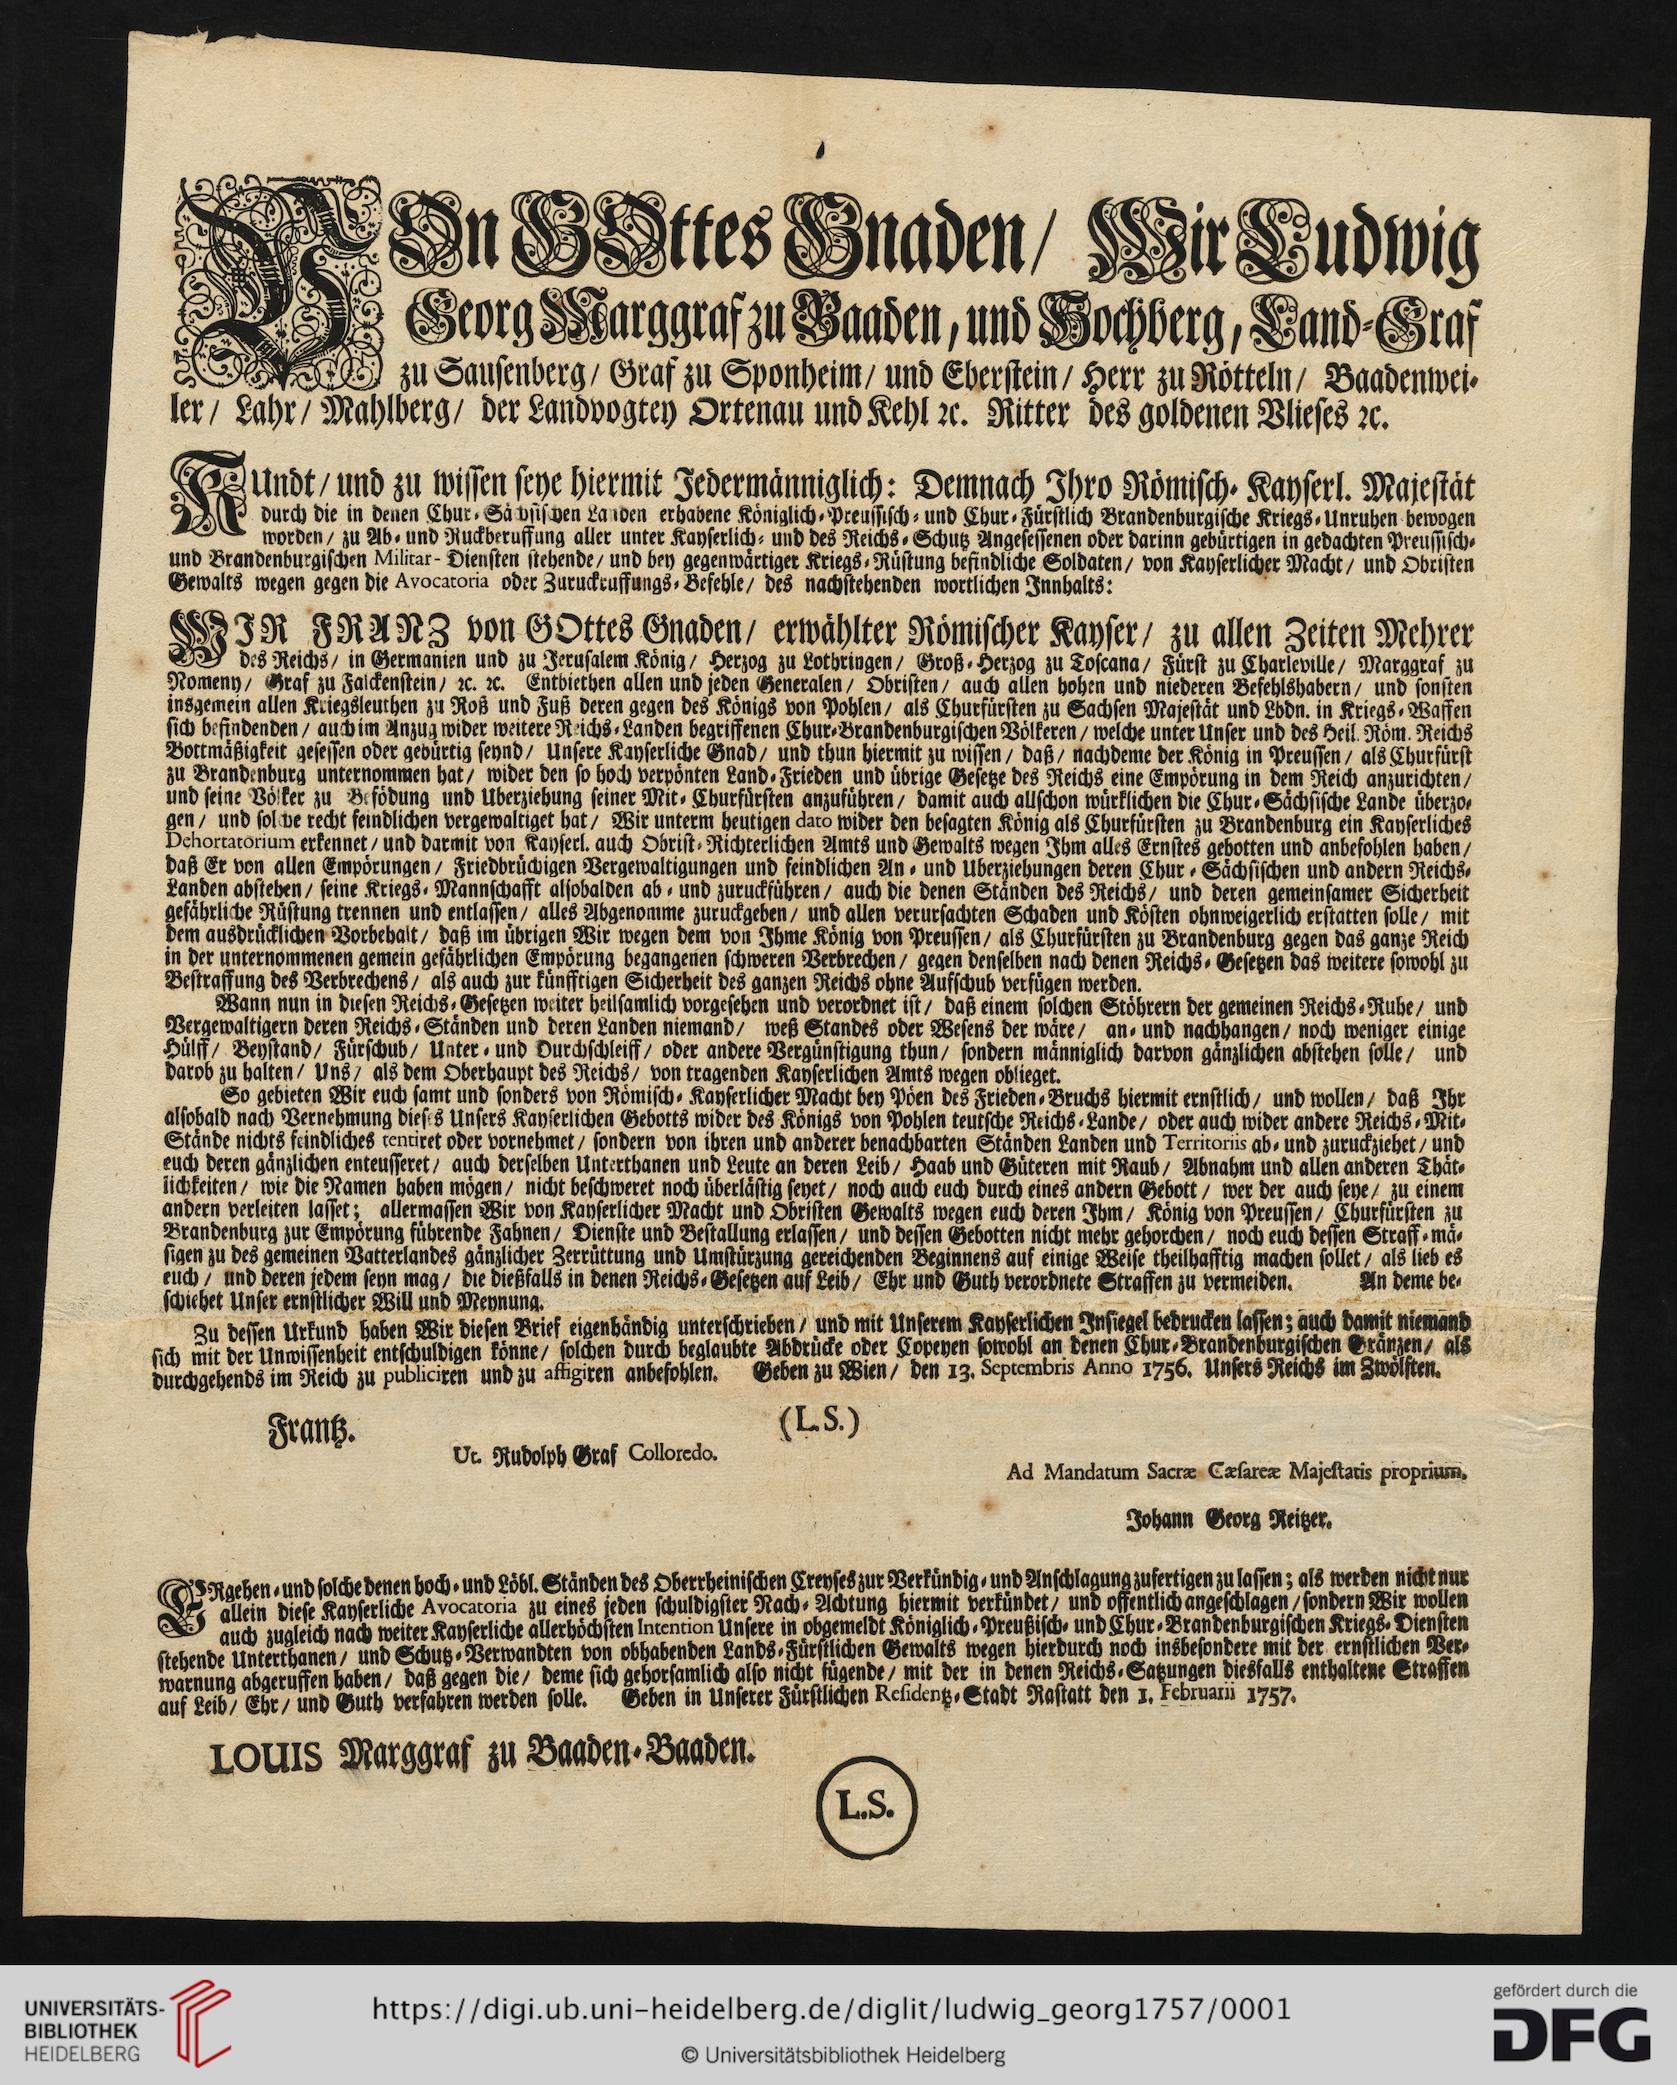 VOn GOttes Gnaden/ Wir Ludwig
Georg Marggraf zu Baaden, und Hochberg, Land-Graf
zu Sausenberg/ Graf zu Sponheim/ und Eberstein/ Herr zu Rötteln/ Baadenwei-
ler/ Lahr/ Mahlberg/ der Landvogtey Ortenau und Kehl ꝛc. Ritter des goldenen Vlieses ꝛc.
KUndt/ und zu wissen seye hiermit Jedermänniglich: Demnach Ihro Römisch-Kayserl. Majestät
durch die in denen Chur-Sächsischen Landen erhabene Königlich-Preussisch- und Chur-Fürstlich Brandenburgische Kriegs-Unruhen bewogen
worden/ zu Ab- und Ruckberuffung aller unter Kayserlich- und des Reichs-Schutz Angesessenen oder darinn gebürtigen in gedachten Preussisch-
und Brandenburgischen Militar-Diensten stehende/ und bey gegenwärtiger Kriegs-Rüstung befindliche Soldaten/ von Kayserlicher Macht/ und Obristen
Gewalts wegen gegen die Avocatoria oder Zuruckruffungs-Befehle/ des nachstehenden wortlichen Innhalts:
WIR FRANZ von GOttes Gnaden/ erwählter Römischer Kayser/ zu allen Zeiten Mehrer
des Reichs/ in Germanien und zu Jerusalem König/ Herzog zu Lothringen/ Groß-Herzog zu Toscana/ Fürst zu Charleville/ Marggraf zu
Nomeny/ Graf zu Falckenstein/ ꝛc. ꝛc. Entbiethen allen und jeden Generalen/ Obristen/ auch allen hohen und niederen Befehlshabern/ und sonsten
insgemein allen Kriegsleuthen zu Roß und Fuß deren gegen des Königs von Pohlen/ als Churfürsten zu Sachsen Majestät und Lbdn. in Kriegs-Waffen
sich befindenden/ auch im Anzug wider weitere Reichs-Landen begriffenen Chur-Brandenburgischen Völkeren/ welche unter Unser und des Heil. Röm. Reichs
Bottmäßigkeit gesessen oder gebürtig seynd/ Unsere Kayserliche Gnad/ und thun hiermit zu wissen/ daß/ nachdeme der König in Preussen/ als Churfürst
zu Brandenburg unternommen hat/ wider den so hoch verpönten Land-Frieden und übrige Gesetze des Reichs eine Empörung in dem Reich anzurichten/
und seine Völker zu Befödung und Uberziehung seiner Mit-Churfürsten anzuführen/ damit auch allschon würklichen die Chur-Sächsische Lande überzo-
gen/ und solche recht feindlichen vergewaltiget hat/ Wir unterm heutigen dato wider den besagten König als Churfürsten zu Brandenburg ein Kayserliches
Dehortatorium erkennet/ und darmit von Kayserl. auch Obrist-Richterlichen Amts und Gewalts wegen Ihm alles Ernstes gebotten und anbefohlen haben/
daß Er von allen Empörungen/ Friedbrüchigen Vergewaltigungen und feindlichen An- und Uberziehungen deren Chur-Sächsischen und andern Reichs-
Landen abstehen/ seine Kriegs-Mannschafft alsobalden ab- und zuruckführen/ auch die denen Ständen des Reichs/ und deren gemeinsamer Sicherheit
gefährliche Rüstung trennen und entlassen/ alles Abgenomme zuruckgeben/ und allen verursachten Schaden und Kösten ohnweigerlich erstatten solle/ mit
dem ausdrücklichen Vorbehalt/ daß im übrigen Wir wegen dem von Ihme König von Preussen/ als Churfürsten zu Brandenburg gegen das ganze Reich
in der unternommenen gemein gefährlichen Empörung begangenen schweren Verbrechen/ gegen denselben nach denen Reichs-Gesetzen das weitere sowohl zu
Bestraffung des Verbrechens/ als auch zur künfftigen Sicherheit des ganzen Reichs ohne Aufschub verfügen werden.
Wann nun in diesen Reichs-Gesetzen weiter heilsamlich vorgesehen und verordnet ist/ daß einem solchen Stöhrern der gemeinen Reichs-Ruhe/ und
Vergewaltigern deren Reichs-Ständen und deren Landen niemand/ weß Standes oder Wesens der wäre/ an- und nachhangen/ noch weniger einige
Hülff/ Beystand/ Fürschub/ Unter- und Durchschleiff/ oder andere Vergünstigung thun/ sondern männiglich darvon gänzlichen abstehen solle/ und
darob zu halten/ Uns/ als dem Oberhaupt des Reichs/ von tragenden Kayserlichen Amts wegen oblieget.
So gebieten Wir euch samt und sonders von Römisch-Kayserlicher Macht bey Pöen des Frieden-Bruchs hiermit ernstlich/ und wollen/ daß Ihr
alsobald nach Vernehmung dieses Unsers Kayserlichen Gebotts wider des Königs von Pohlen teutsche Reichs-Lande/ oder auch wider andere Reichs-Mit-
Stände nichts feindliches tentiret oder vornehmet/ sondern von ihren und anderer benachbarten Ständen Landen und Territoriis ab- und zuruckziehet/ und
euch deren gänzlichen enteusseret/ auch derselben Unterthanen und Leute an deren Leib/ Haab und Güteren mit Raub/ Abnahm und allen anderen Thät-
lichkeiten/ wie die Namen haben mögen/ nicht beschweret noch überlästig seyet/ noch auch euch durch eines andern Gebott/ wer der auch seye/ zu einem
andern verleiten lasset; allermassen Wir von Kayserlicher Macht und Obristen Gewalts wegen euch deren Ihm/ König von Preussen/ Churfürsten zu
Brandenburg zur Empörung führende Fahnen/ Dienste und Bestallung erlassen/ und dessen Gebotten nicht mehr gehorchen/ noch euch dessen Straff-mä-
sigen zu des gemeinen Vatterlandes gänzlicher Zerrüttung und Umstürzung gereichenden Beginnens auf einige Weise theilhafftig machen sollet/ als lieb es
euch/ und deren jedem seyn mag/ die dießfalls in denen Reichs-Gesetzen auf Leib/ Ehr und Guth verordnete Straffen zu vermeiden. An deme be-
schiehet Unser ernstlicher Will und Meynung.
Zu dessen Urkund haben Wir diesen Brief eigenhändig unterschrieben/ und mit Unserem Kayserlichen Insiegel bedrucken lassen; auch damit niemand
sich mit der Unwissenheit entschuldigen könne/ solchen durch beglaubte Abdrücke oder Copeyen sowohl an denen Chur-Brandenburgischen Gränzen/ als
durchgehends im Reich zu publiciren und zu affigiren anbefohlen. Geben zu Wien/ den 13. Septembris Anno 1756. Unsers Reichs im Zwölften.
Frantz.
(L.S.)
Ut. Rudolph Graf Colloredo.
Ad Mandatum Sacræ Cæsareæ Majestatis proprium.
Johann Georg Reitzer.
ERgehen- und solche denen hoch- und Löbl. Ständen des Oberrheinischen Creyses zur Verkündig- und Anschlagung zufertigen zu lassen; als werden nicht nur
allein diese Kayserliche Avocatoria zu eines jeden schuldigster Nach-Achtung hiermit verkündet/ und offentlich angeschlagen/ sondern Wir wollen
auch zugleich nach weiter Kayserliche allerhöchsten Intention Unsere in obgemeldt Königlich-Preußisch- und Chur-Brandenburgischen Kriegs-Diensten
stehende Unterthanen/ und Schutz-Verwandten von obhabenden Lands-Fürstlichen Gewalts wegen hierdurch noch insbesondere mit der ernstlichen Ver-
warnung abgeruffen haben/ daß gegen die/ deme sich gehorsamlich also nicht fügende/ mit der in denen Reichs-Satzungen diesfalls enthaltene Straffen
auf Leib/ Ehr/ und Guth verfahren werden solle. Geben in Unserer Fürstlichen Residentz-Stadt Rastatt den 1. Februarii 1757.
LOUIS Marggraf zu Baaden-Baaden.
L.S.
UNIVERSITÄTS-
BIBLIOTHEK
HEIDELBERG
https://digi.ub.uni-heidelberg.de/diglit/ludwig_georg1757/0001
© Universitätsbibliothek Heidelberg
gefördert durch die
DFG